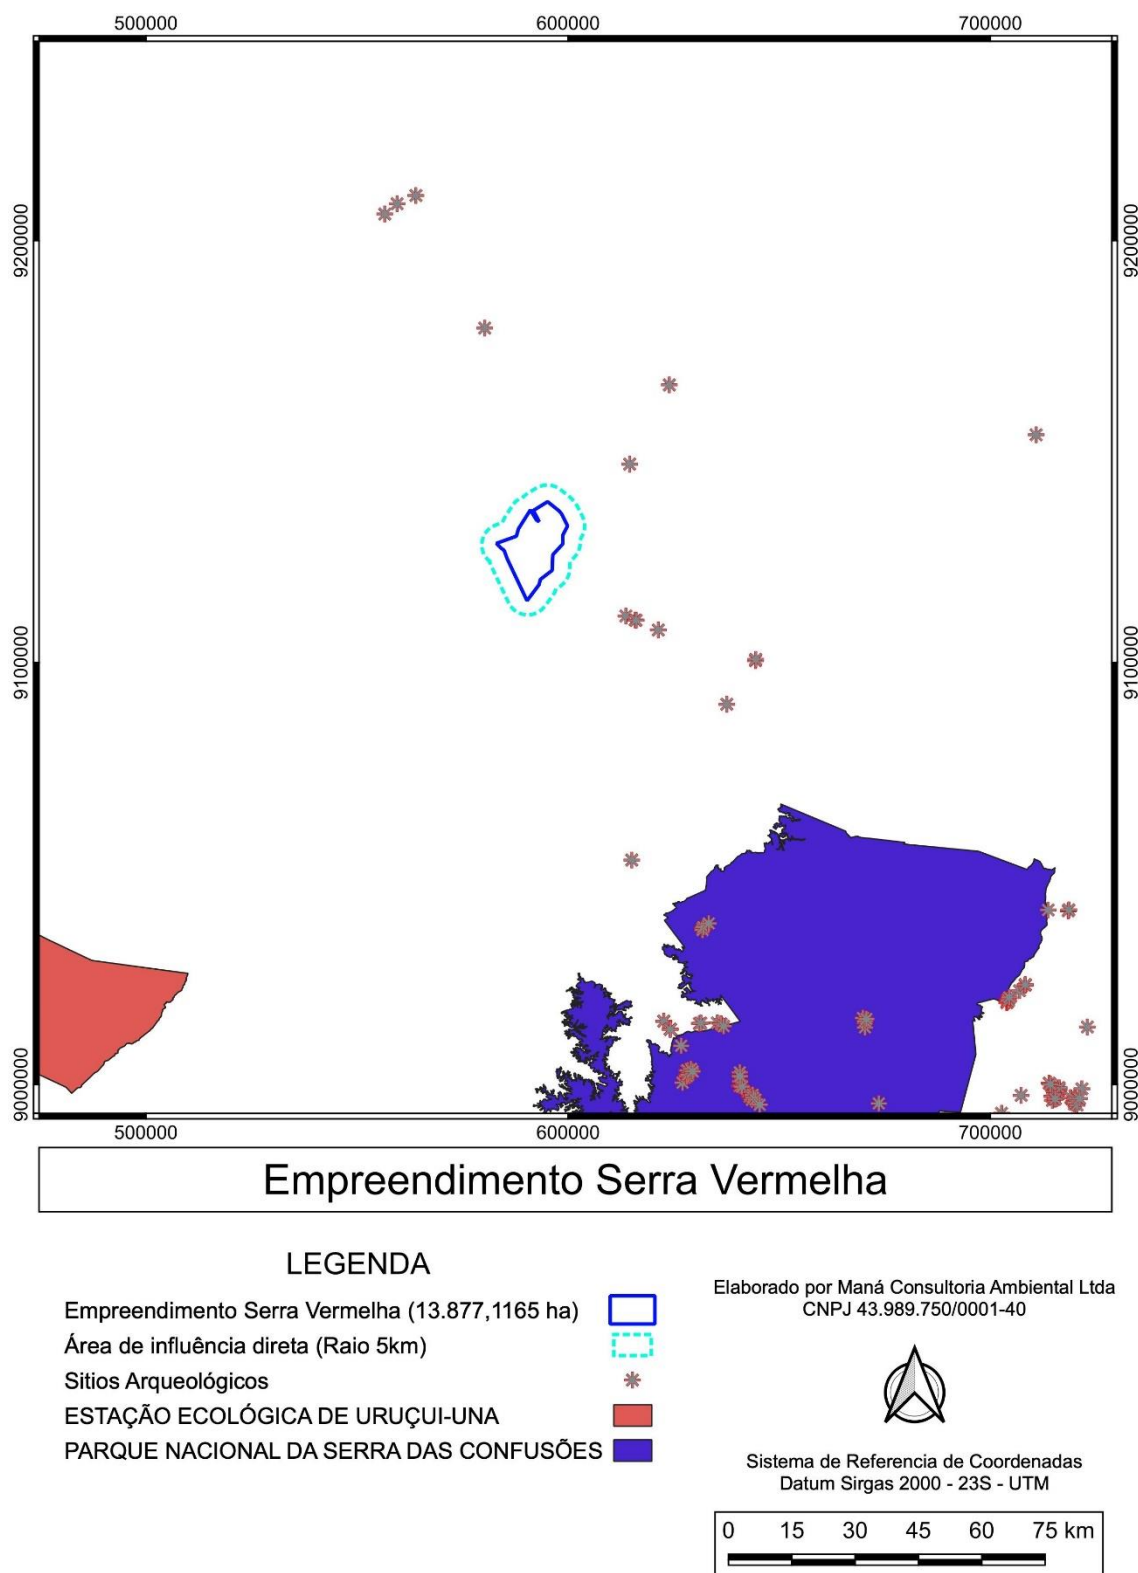 500000 600000 700000
9200000 9200000
9100000 9100000
9000000 9000000
500000 600000 700000
Empreendimento Serra Vermelha
LEGENDA
Empreendimento Serra Vermelha (13.877,1165 ha)
Área de influência direta (Raio 5km)
Sitios Arqueológicos
ESTAÇÃO ECOLÓGICA DE URUÇUI-UNA
PARQUE NACIONAL DA SERRA DAS CONFUSÕES
Elaborado por Maná Consultoria Ambiental Ltda
CNPJ 43.989.750/0001-40
Sistema de Referencia de Coordenadas
Datum Sirgas 2000 - 23S - UTM
0 15 30 45 60 75 km